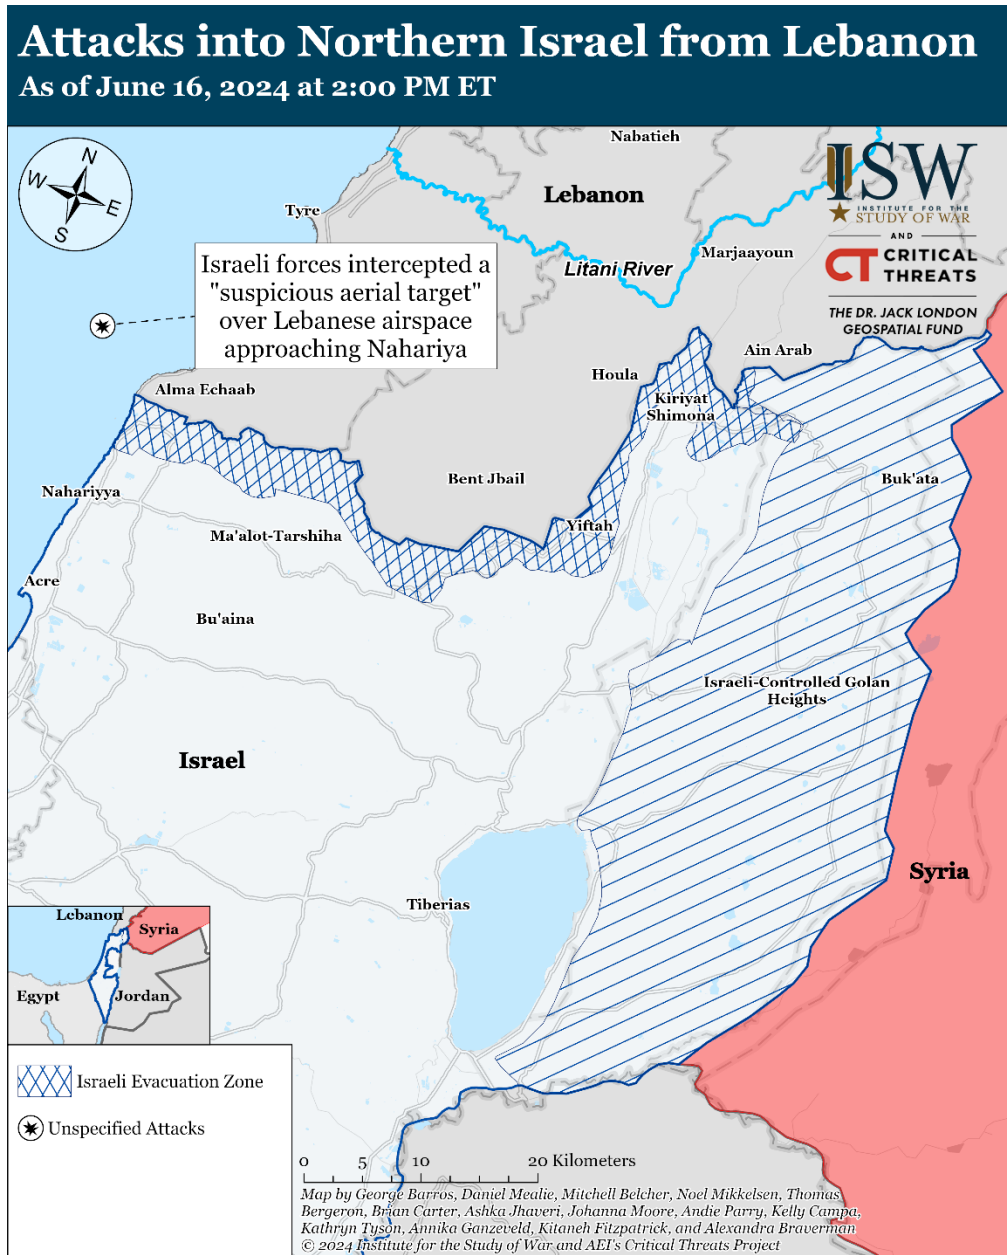 Attacks into Northern Israel from Lebanon
As of June 16, 2024 at 2:00 PM ET
N
W
E
S
Nabatieh
Lebanon
Tyre
Litani River
Marjaayoun
ISW
INSTITUTE FOR THE
STUDY OF WAR
AND
CT CRITICAL
THREATS
THE DR. JACK LONDON
GEOSPATIAL FUND
Israeli forces intercepted a
"suspicious aerial target"
over Lebanese airspace
approaching Nahariya
Ain Arab
Houla
Alma Echaab
Kiriyat
Shimona
Bent Jbail
Buk'ata
Nahariyya
Yiftah
Ma'alot-Tarshiha
Acre
Bu'aina
Israeli-Controlled Golan
Heights
Israel
Syria
Tiberias
Lebanon
Syria
Egypt
Jordan
Israeli Evacuation Zone
Unspecified Attacks
0 5 10 20 Kilometers
Map by George Barros, Daniel Mealie, Mitchell Belcher, Noel Mikkelsen, Thomas
Bergeron, Brian Carter, Ashka Jhaveri, Johanna Moore, Andie Parry, Kelly Campa,
Kathryn Tyson, Annika Ganzeveld, Kitaneh Fitzpatrick, and Alexandra Braverman
© 2024 Institute for the Study of War and AEI's Critical Threats Project